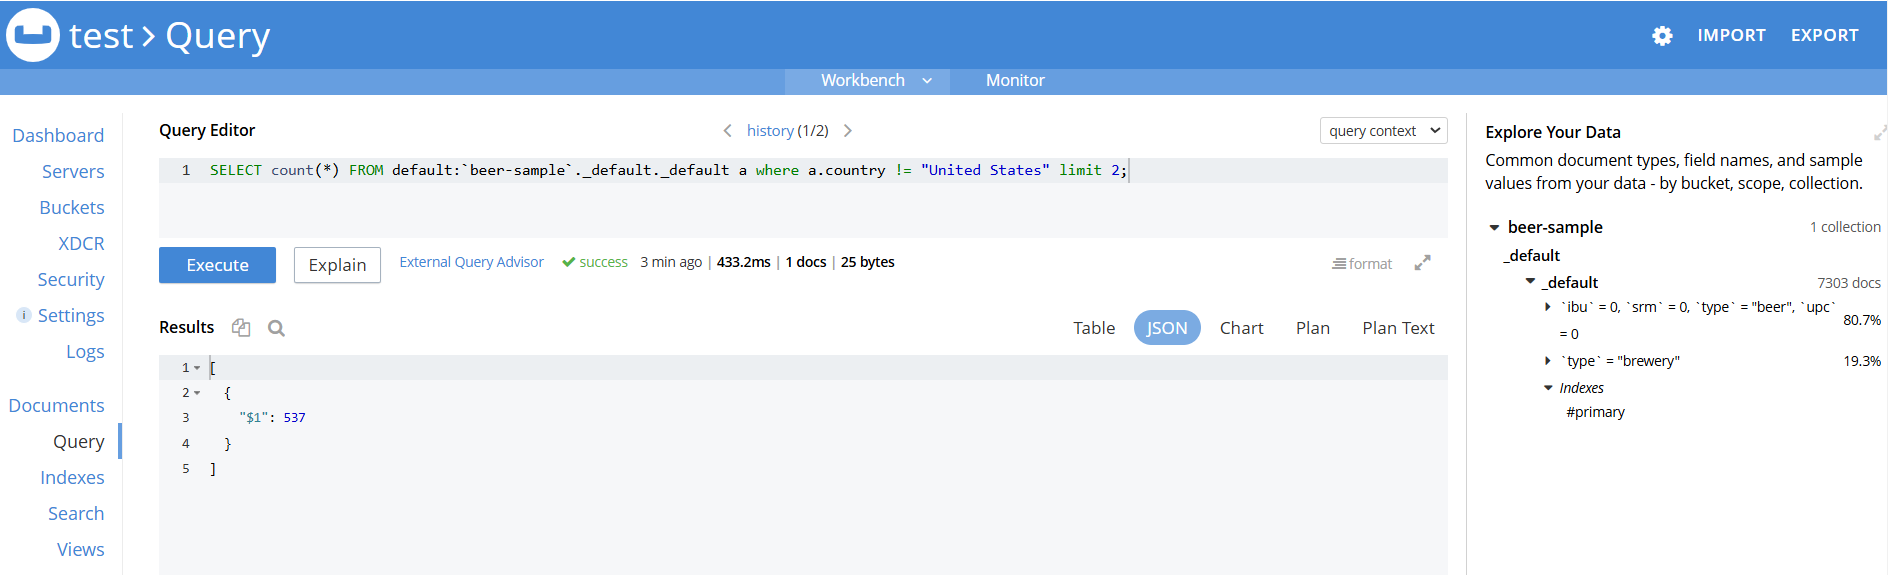 test > Query
IMPORT EXPORT
Workbench Monitor
Dashboard
Servers
Buckets
XDCR
Security
i Settings
Logs
Documents
Query
Indexes
Search
Views
Query Editor
< history (1/2) >
query context
1 SELECT count(*) FROM default:`beer-sample`._default._default a where a.country != "United States" limit 2;
Execute Explain External Query Advisor success 3 min ago | 433.2ms | 1 docs | 25 bytes
format
Results
Table JSON Chart Plan Plan Text
1 [
2 {
3 "$1": 537
4 }
5 ]
Explore Your Data
Common document types, field names, and sample
values from your data - by bucket, scope, collection.
beer-sample 1 collection
_default
_default 7303 docs
`ibu` = 0, `srm` = 0, `type` = "beer", `upc`
= 0
80.7%
`type` = "brewery" 19.3%
Indexes
#primary